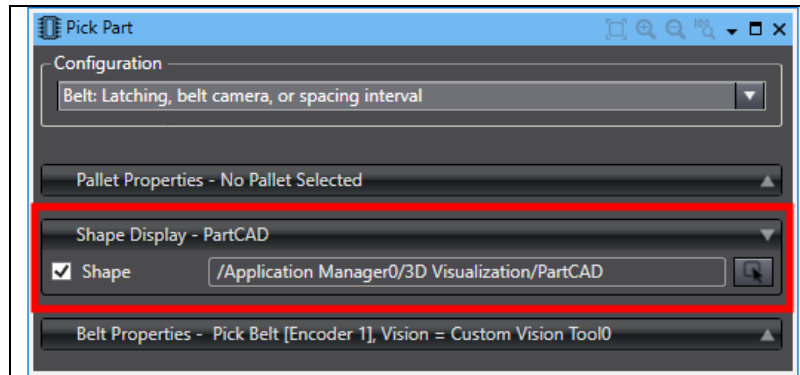 Pick Part
Configuration
Belt: Latching, belt camera, or spacing interval
Pallet Properties - No Pallet Selected
Shape Display - PartCAD
Shape /Application Manager0/3D Visualization/PartCAD
Belt Properties - Pick Belt [Encoder 1], Vision = Custom Vision Tool0